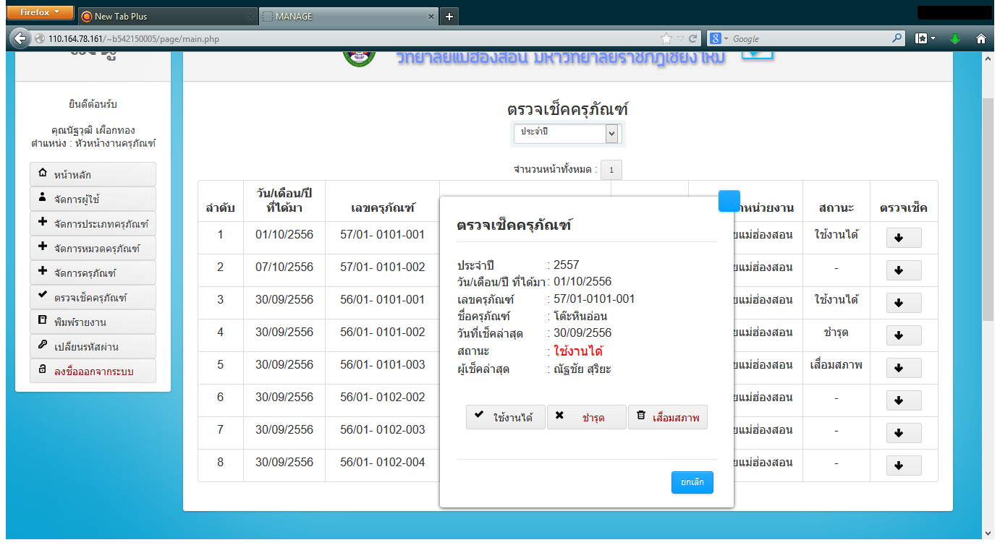 Firefox
New Tab Plus
MANAGE
110.164.78.161/~b542150005/page/main.php
Google
วิทยาลัยแม่ฮ่องสอน มหาวิทยาลัยราชภัฏเชียงใหม่
ยินดีต้อนรับ
คุณนัฐวุฒิ เผือกทอง
ตำแหน่ง : หัวหน้างานครุภัณฑ์
หน้าหลัก
จัดการผู้ใช้
จัดการประเภทครุภัณฑ์
จัดการหมวดครุภัณฑ์
จัดการครุภัณฑ์
ตรวจเช็คครุภัณฑ์
พิมพ์รายงาน
เปลี่ยนรหัสผ่าน
ลงชื่อออกจากระบบ
ตรวจเช็คครุภัณฑ์
ประจำปี
จำนวนหน้าทั้งหมด : 1
ลำดับ วัน/เดือน/ปี ที่ได้มา เลขครุภัณฑ์ หน่วยงาน สถานะ ตรวจเช็ค
1 01/10/2556 57/01- 0101-001 ยแม่ฮ่องสอน ใช้งานได้
2 07/10/2556 57/01- 0101-002 ยแม่ฮ่องสอน -
3 30/09/2556 56/01- 0101-001 ยแม่ฮ่องสอน ใช้งานได้
4 30/09/2556 56/01- 0101-002 ยแม่ฮ่องสอน ชำรุด
5 30/09/2556 56/01- 0101-003 ยแม่ฮ่องสอน เสื่อมสภาพ
6 30/09/2556 56/01- 0102-002 ยแม่ฮ่องสอน -
7 30/09/2556 56/01- 0102-003 ยแม่ฮ่องสอน -
8 30/09/2556 56/01- 0102-004 ยแม่ฮ่องสอน -
ตรวจเช็คครุภัณฑ์
ประจำปี : 2557
วัน/เดือน/ปี ที่ได้มา : 01/10/2556
เลขครุภัณฑ์ : 57/01-0101-001
ชื่อครุภัณฑ์ : โต๊ะหินอ่อน
วันที่เช็คล่าสุด : 30/09/2556
สถานะ : ใช้งานได้
ผู้เช็คล่าสุด : ณัฐชัย สุริยะ
ใช้งานได้ ชำรุด เสื่อมสภาพ
ยกเลิก